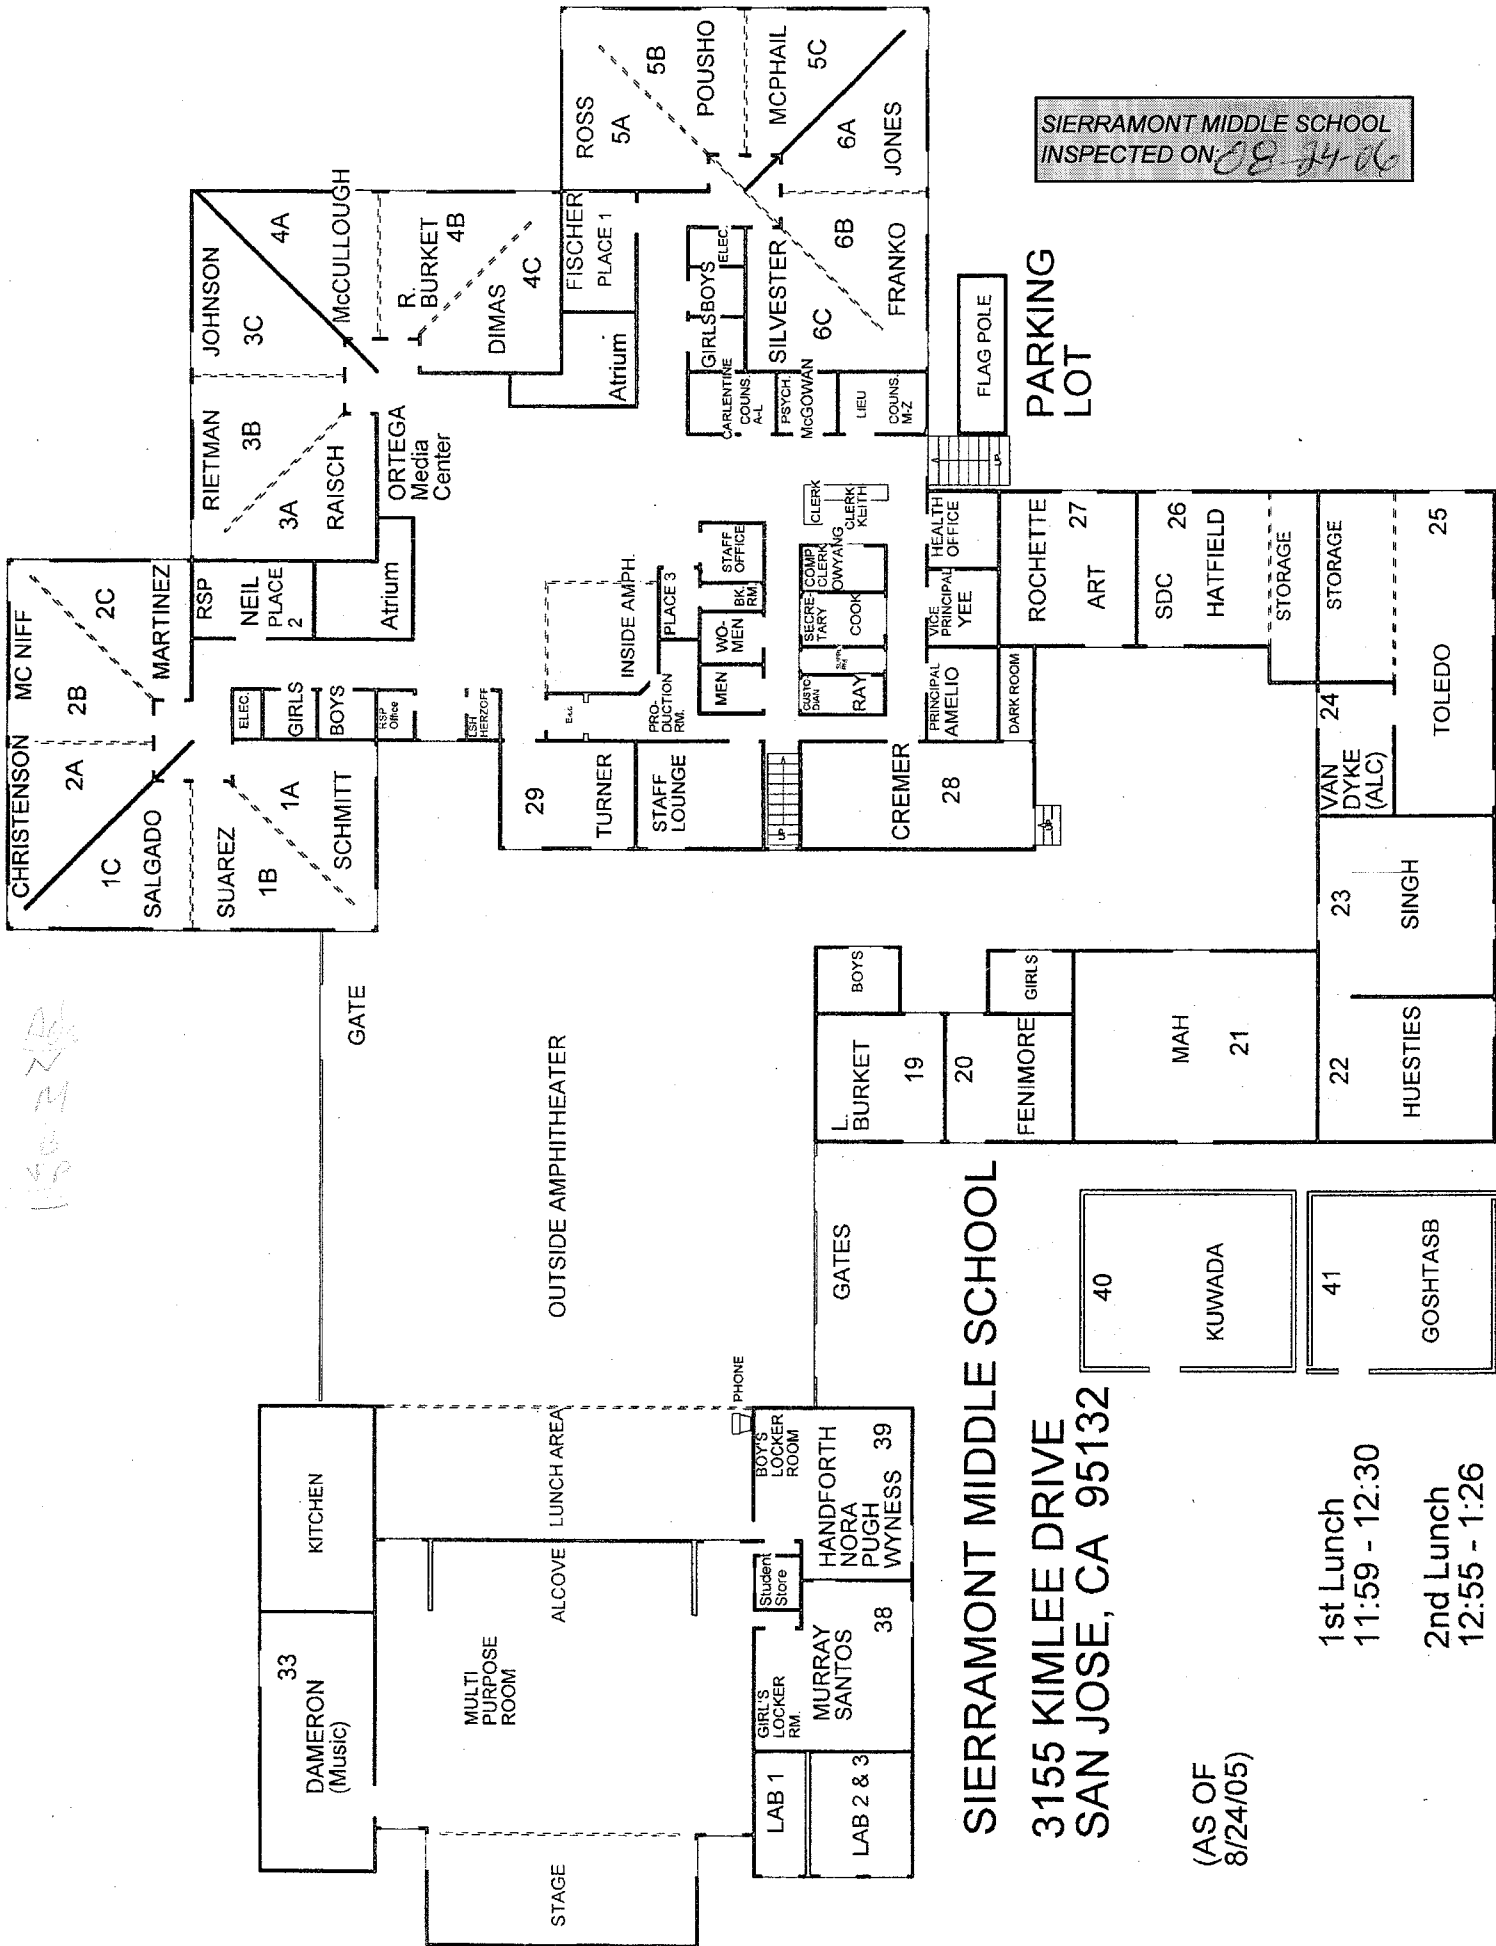 SIERRAMONT MIDDLE SCHOOL
3155 KIMLEE DRIVE
SAN JOSE, CA 95132
(AS OF
8/24/05)
1st Lunch
11:59 - 12:30
2nd Lunch
12:55 - 1:26
SIERRAMONT MIDDLE SCHOOL
INSPECTED ON: 08-24-06
CHRISTENSON
2A
MC NIFF
2B
2C
MARTINEZ
1C
SALGADO
SUAREZ
1B
1A
SCHMITT
ELEC.
GIRLS
BOYS
RSP
Office
LSH
HERZOFF
RSP
NEIL
PLACE
2
Atrium
RIETMAN
3B
3A
RAISCH
JOHNSON
3C
4A
McCULLOUGH
R.
BURKET
4B
DIMAS
4C
ORTEGA
Media
Center
FISCHER
PLACE 1
Atrium
ROSS
5A
5B
POUSHO
MCPHAIL
5C
6A
JONES
6B
FRANKO
SILVESTER
6C
ELEC.
BOYS
GIRLS
CARLENTINE
COUNS.
A-L
PSYCH.
McGOWAN
LIEU
COUNS.
M-Z
FLAG POLE
PARKING
LOT
UP
CLERK
CLERK
KEITH
INSIDE AMPH.
PLACE 3
STAFF
OFFICE
BK.
RM.
WO-
MEN
MEN
PRO-
DUCTION
RM.
29
TURNER
STAFF
LOUNGE
UP
COMP
CLERK
OWYANG
SECRE-
TARY
COOK
CUSTO-
DIAN
RAY
HEALTH
OFFICE
VICE
PRINCIPAL
YEE
PRINCIPAL
AMELIO
DARK ROOM
CREMER
28
UP
ROCHETTE
27
ART
SDC
26
HATFIELD
STORAGE
STORAGE
25
TOLEDO
24
VAN
DYKE
(ALC)
23
SINGH
22
HUESTIES
MAH
21
BOYS
L.
BURKET
19
20
FENIMORE
GIRLS
GATE
OUTSIDE AMPHITHEATER
GATES
40
KUWADA
41
GOSHTASB
KITCHEN
33
DAMERON
(Music)
LUNCH AREA
ALCOVE
MULTI
PURPOSE
ROOM
STAGE
PHONE
BOY'S
LOCKER
ROOM
HANDFORTH
NORA
PUGH
WYNESS
39
Student
Store
GIRL'S
LOCKER
RM.
MURRAY
SANTOS
38
LAB 1
LAB 2 & 3